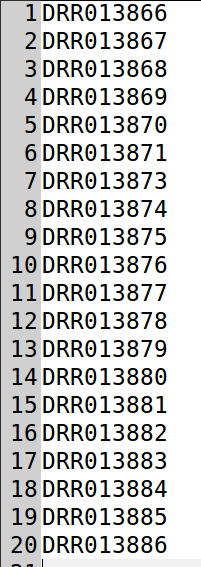 1 DRR013866
2 DRR013867
3 DRR013868
4 DRR013869
5 DRR013870
6 DRR013871
7 DRR013873
8 DRR013874
9 DRR013875
10 DRR013876
11 DRR013877
12 DRR013878
13 DRR013879
14 DRR013880
15 DRR013881
16 DRR013882
17 DRR013883
18 DRR013884
19 DRR013885
20 DRR013886